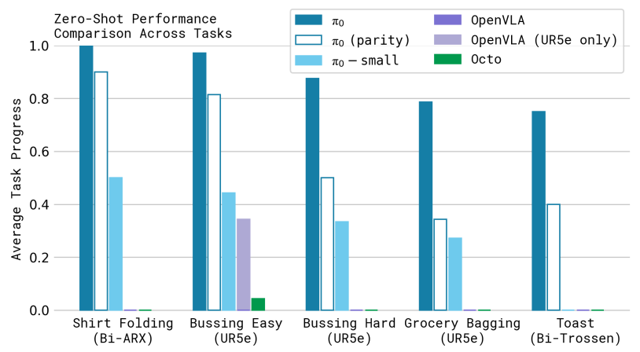 Zero-Shot Performance
Comparison Across Tasks
π₀
π₀ (parity)
π₀ – small
OpenVLA
OpenVLA (UR5e only)
Octo
Average Task Progress
1.0
0.8
0.6
0.4
0.2
0.0
Shirt Folding
(Bi-ARX)
Bussing Easy
(UR5e)
Bussing Hard
(UR5e)
Grocery Bagging
(UR5e)
Toast
(Bi-Trossen)